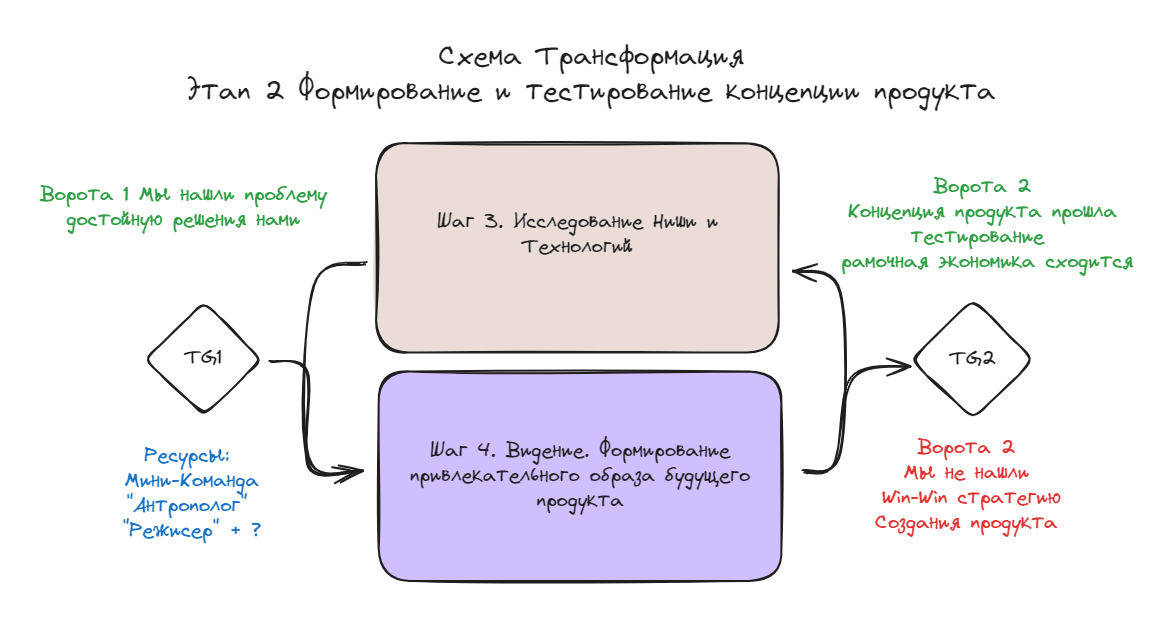 Схема Трансформация
Этап 2 Формирование и тестирование концепции продукта
Ворота 1 Мы нашли проблему
достойную решения нами
Шаг 3. Исследование Ниши и
Технологий
Ворота 2
Концепция продукта прошла
тестирование
рамочная экономика сходится
TG1
TG2
Шаг 4. Видение. Формирование
привлекательного образа будущего
продукта
Ресурсы:
Мини-Команда
"Антрополог"
"Режисер" + ?
Ворота 2
Мы не нашли
Win-Win стратегию
Создания продукта